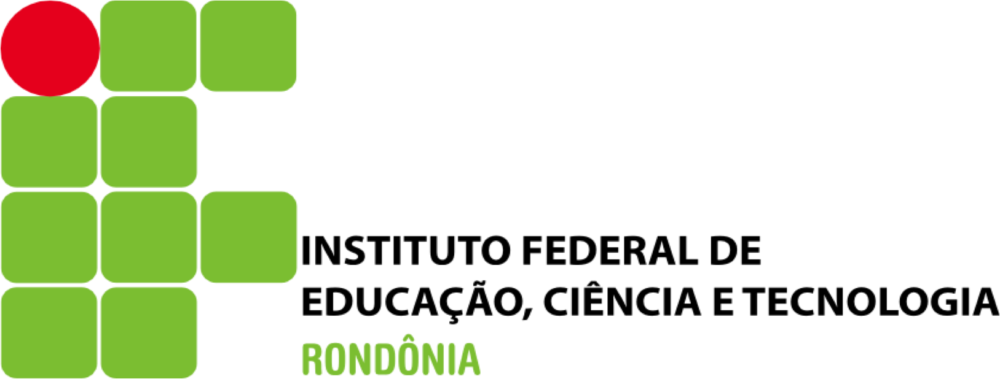 INSTITUTO FEDERAL DE
EDUCAÇÃO, CIÊNCIA E TECNOLOGIA
RONDÔNIA